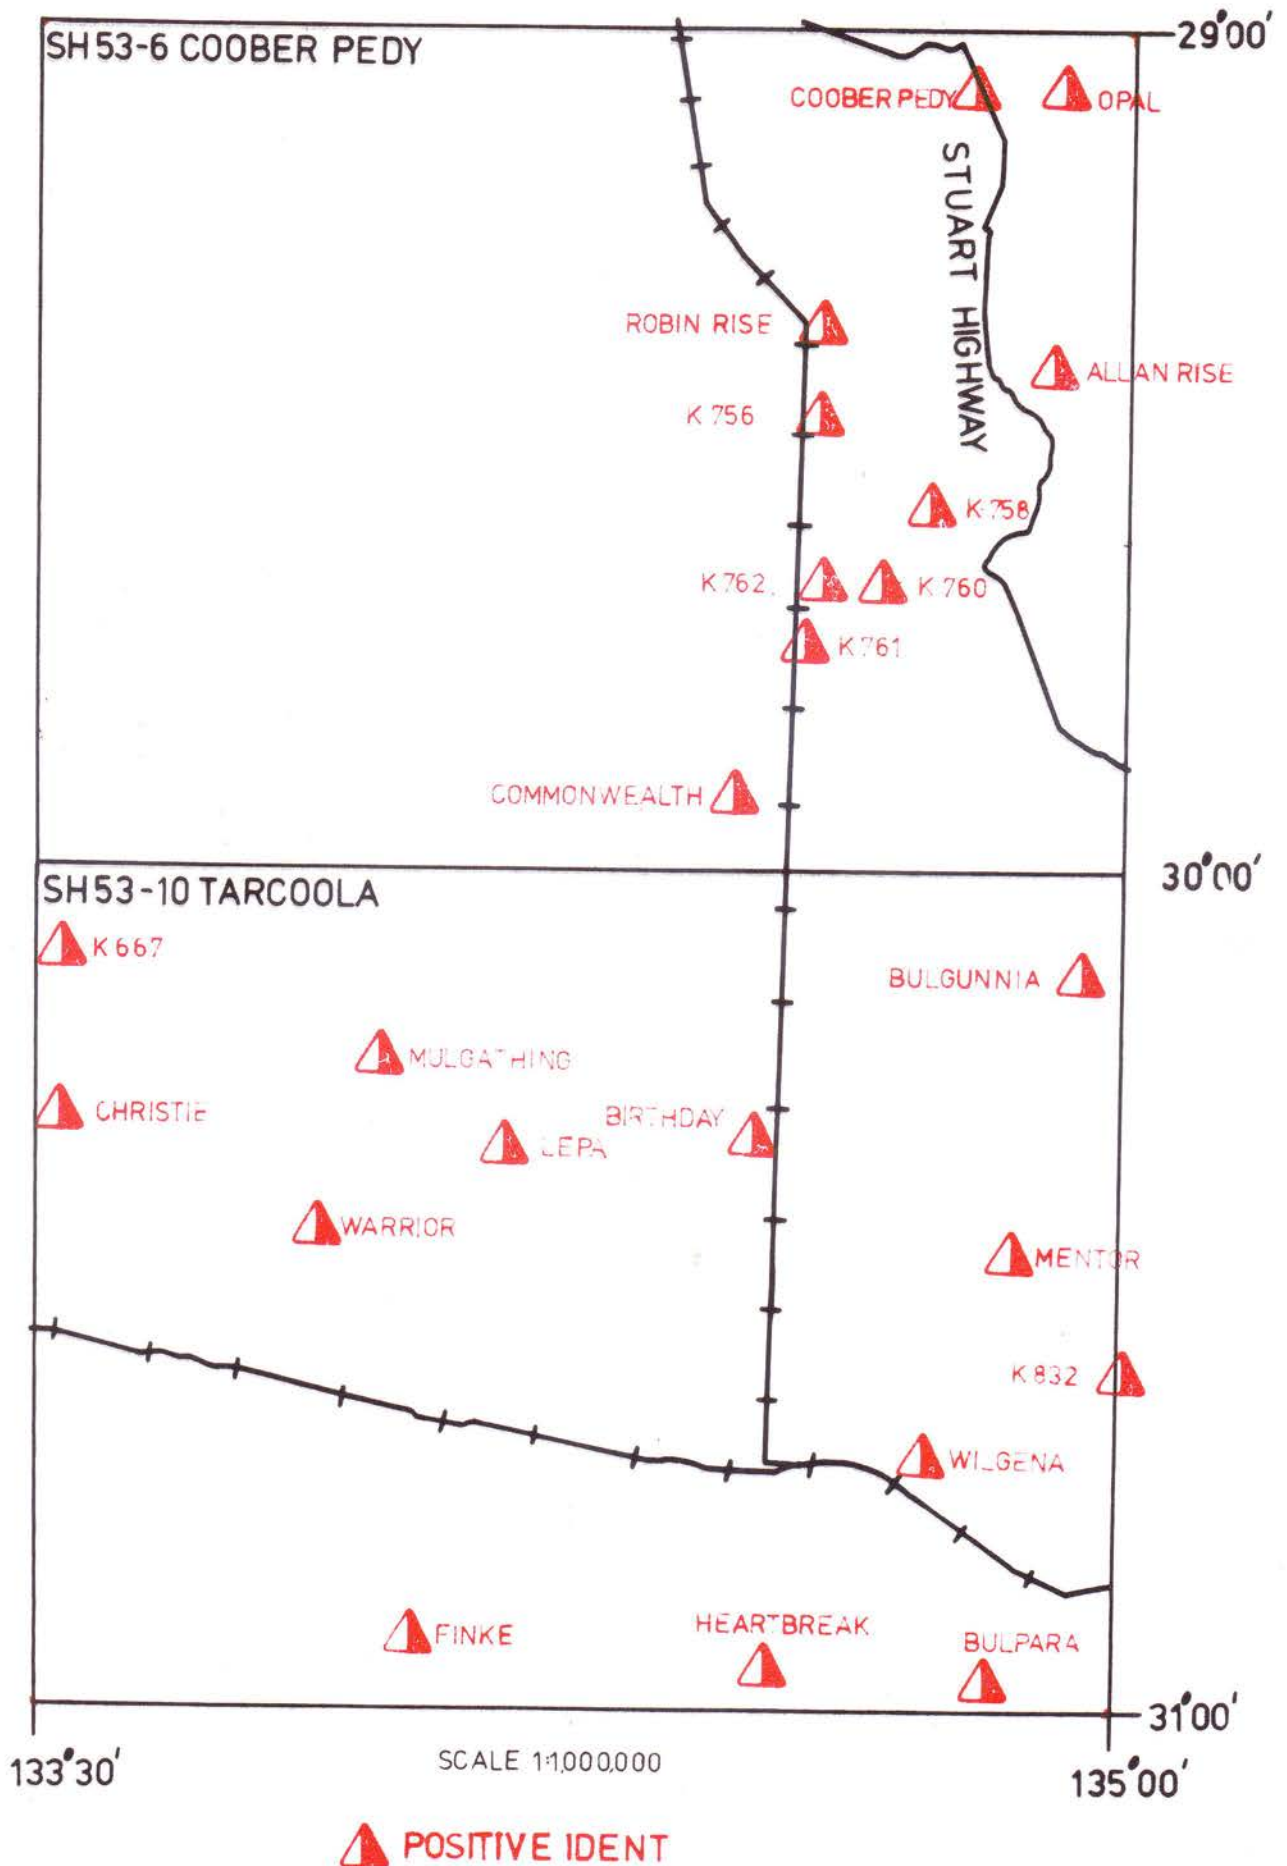 SH 53-6 COOBER PEDY
29°00'
COOBER PEDY
OPAL
STUART HIGHWAY
ROBIN RISE
ALLAN RISE
K 756
K 758
K 762
K 760
K 761
COMMONWEALTH
30°00'
SH 53-10 TARCOOLA
K 667
BULGUNNIA
MULGATHING
CHRISTIE
BIRTHDAY
LEPA
WARRIOR
MENTOR
K 832
WILGENA
FINKE
HEARTBREAK
BULPARA
31°00'
133°30'
SCALE 1:1,000,000
135°00'
POSITIVE IDENT